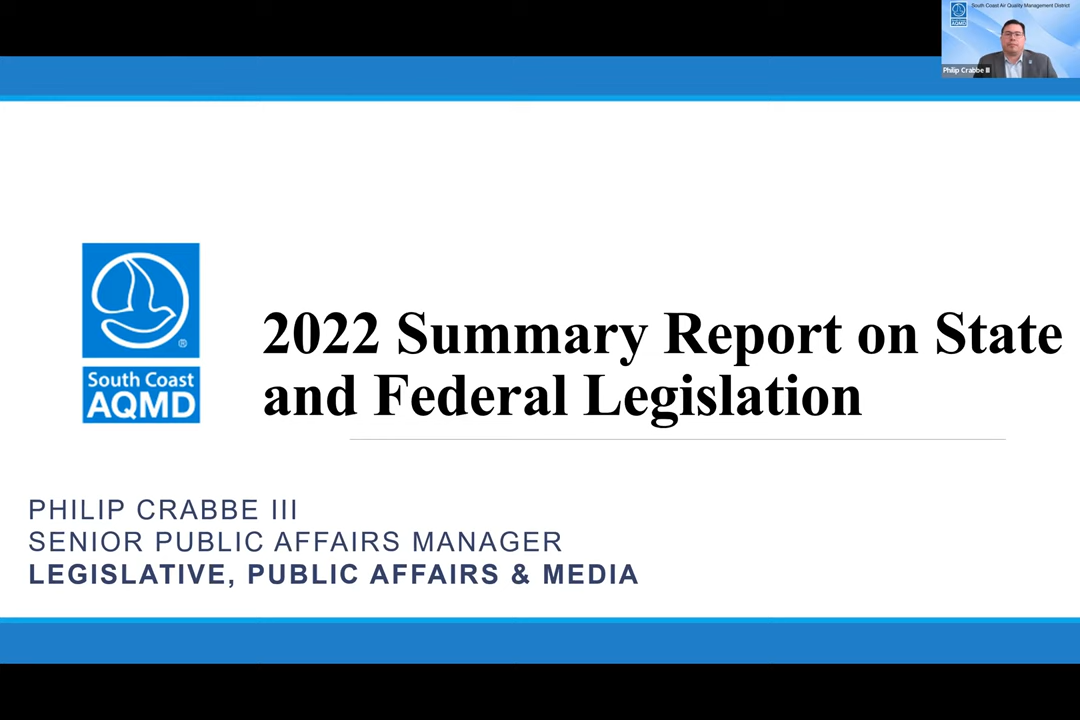 South Coast Air Quality Management District
AQMD
Philip Crabbe III
®
South Coast
AQMD
2022 Summary Report on State
and Federal Legislation
PHILIP CRABBE III
SENIOR PUBLIC AFFAIRS MANAGER
LEGISLATIVE, PUBLIC AFFAIRS & MEDIA